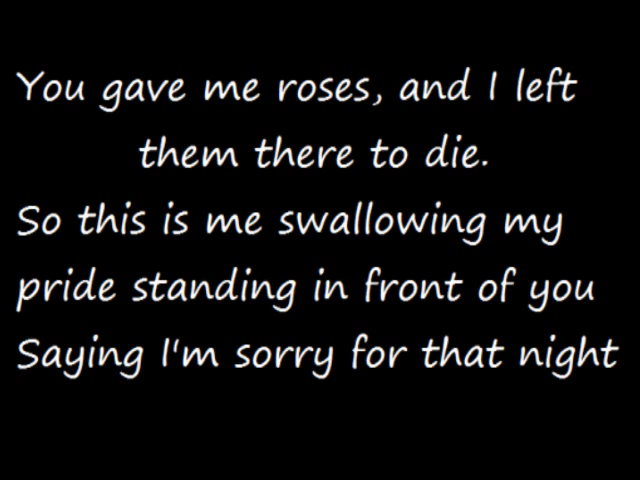 You gave me roses, and I left
them there to die.
So this is me swallowing my
pride standing in front of you
Saying I'm sorry for that night